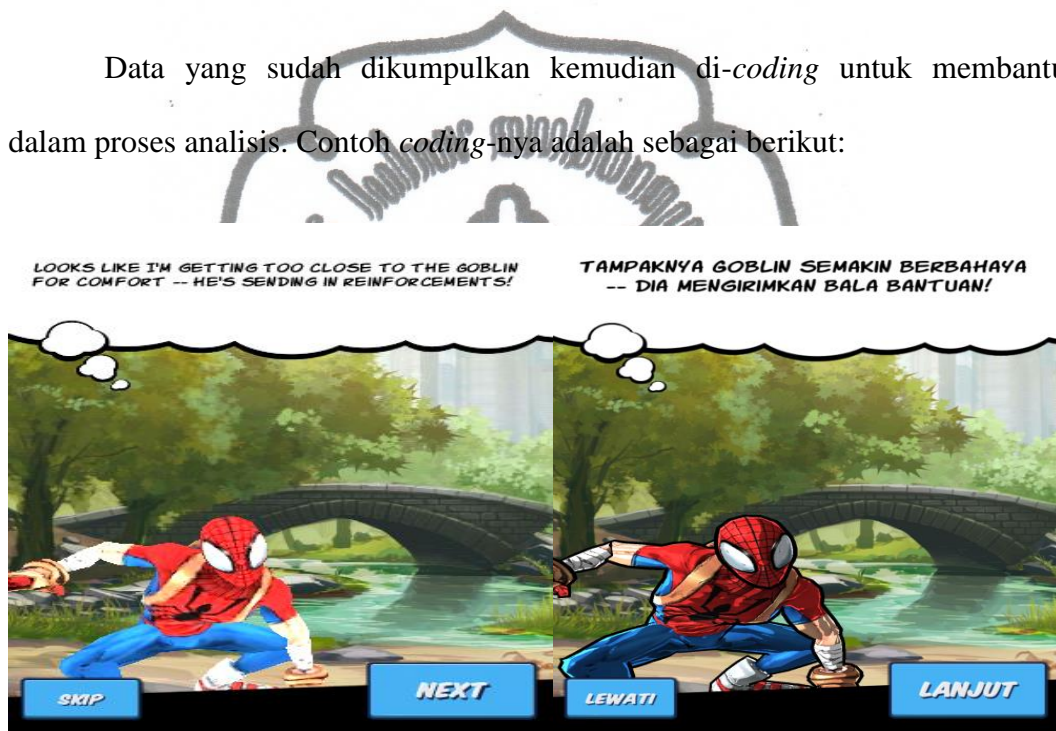 Data yang sudah dikumpulkan kemudian di-coding untuk membantu
dalam proses analisis. Contoh coding-nya adalah sebagai berikut:
LOOKS LIKE I'M GETTING TOO CLOSE TO THE GOBLIN
FOR COMFORT -- HE'S SENDING IN REINFORCEMENTS!
TAMPAKNYA GOBLIN SEMAKIN BERBAHAYA
-- DIA MENGIRIMKAN BALA BANTUAN!
SKIP
NEXT
LEWATI
LANJUT